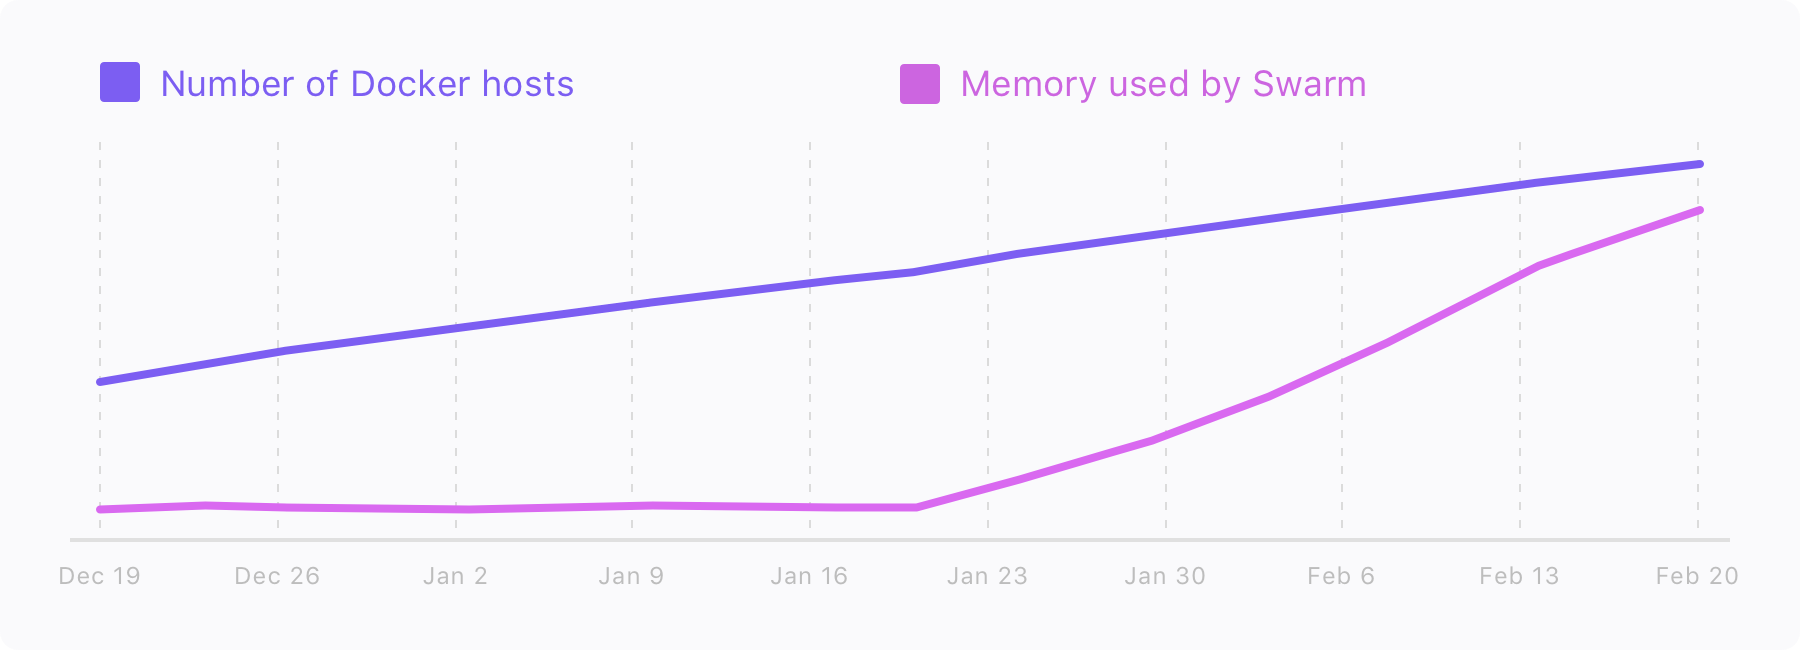 Number of Docker hosts
Memory used by Swarm
Dec 19
Dec 26
Jan 2
Jan 9
Jan 16
Jan 23
Jan 30
Feb 6
Feb 13
Feb 20